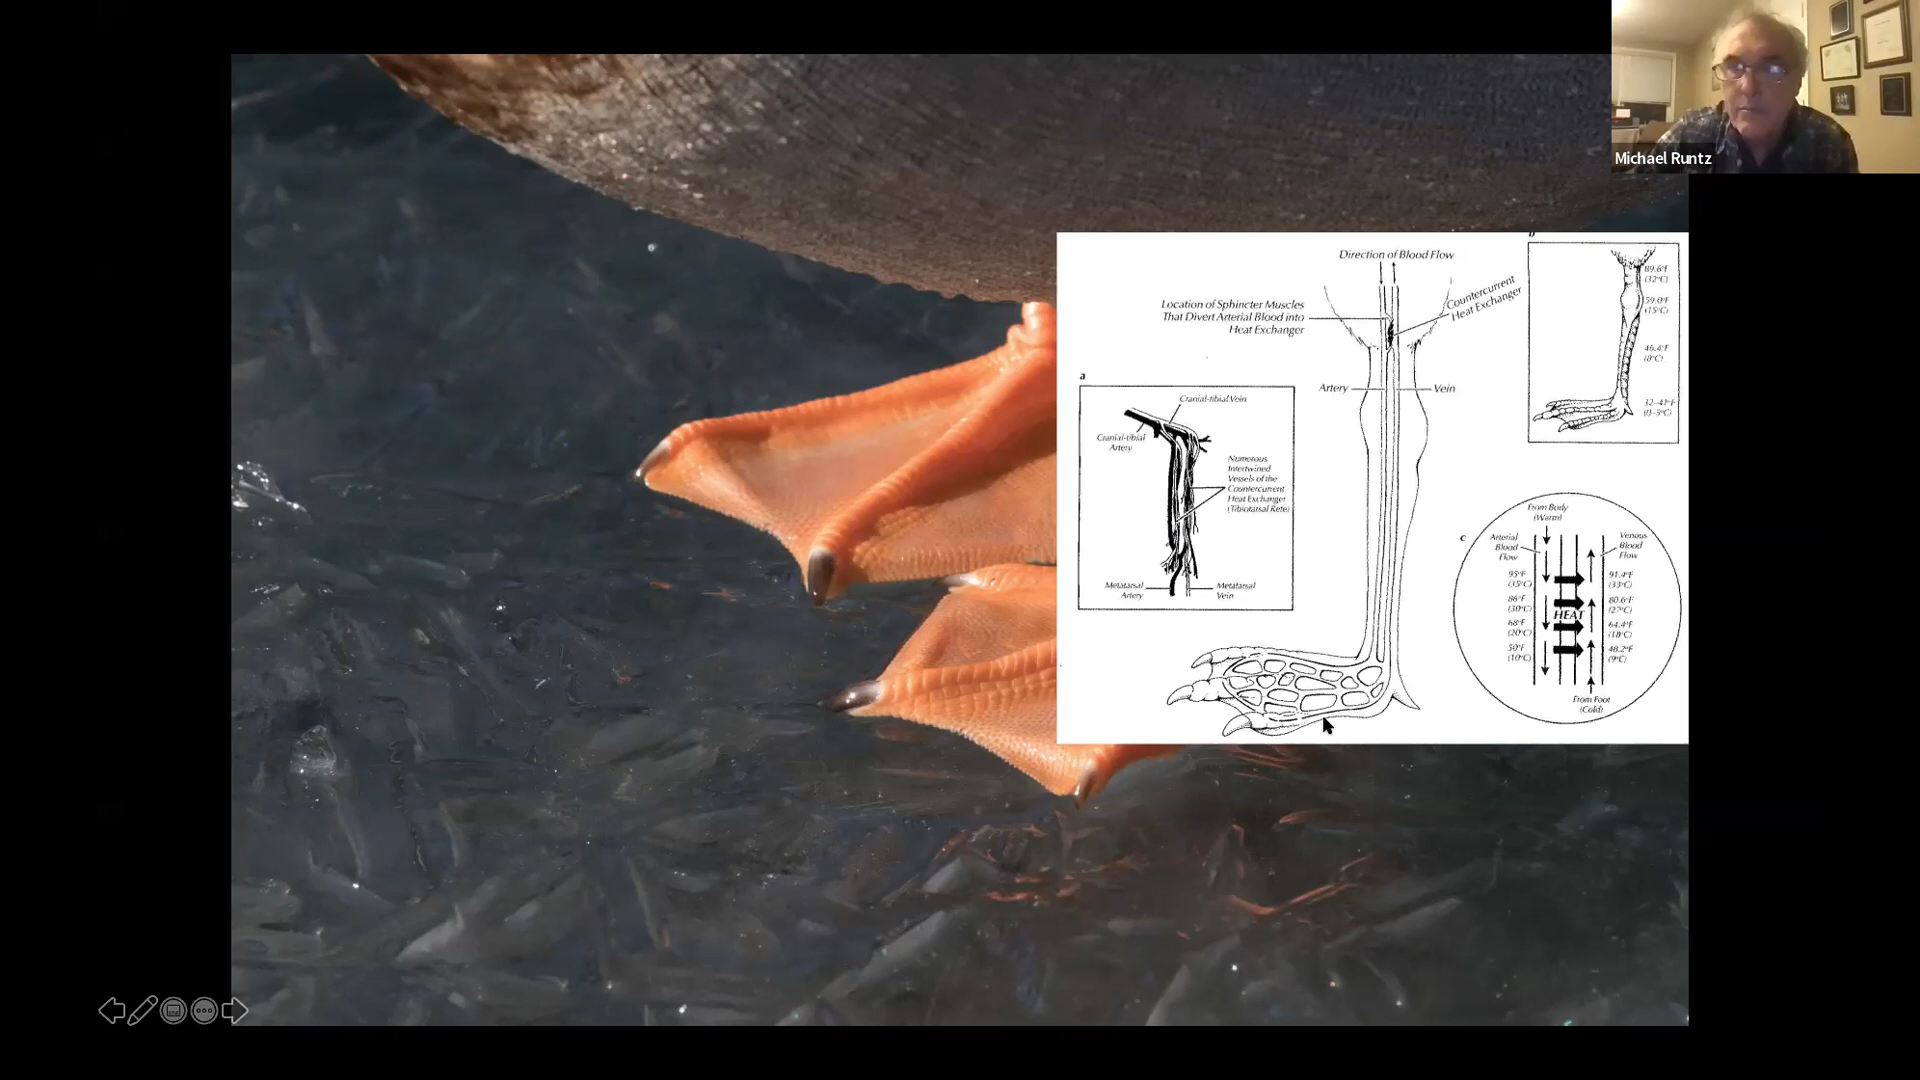 Michael Runtz
Direction of Blood Flow
Location of Sphincter Muscles
That Divert Arterial Blood into
Heat Exchanger
Countercurrent
Heat Exchanger
Artery
Vein
a
Cranial-tibial Vein
Cranial-tibial
Artery
Numerous
Intertwined
Vessels of the
Countercurrent
Heat Exchanger
(Tibiotarsal Rete)
Metatarsal
Artery
Metatarsal
Vein
b
89.6°F
(32°C)
59.0°F
(15°C)
46.4°F
(8°C)
32–41°F
(0–5°C)
c
From Body
(Warm)
Arterial
Blood
Flow
Venous
Blood
Flow
95°F
(35°C)
91.4°F
(33°C)
86°F
(30°C)
80.6°F
(27°C)
HEAT
68°F
(20°C)
64.4°F
(18°C)
50°F
(10°C)
48.2°F
(9°C)
From Foot
(Cold)